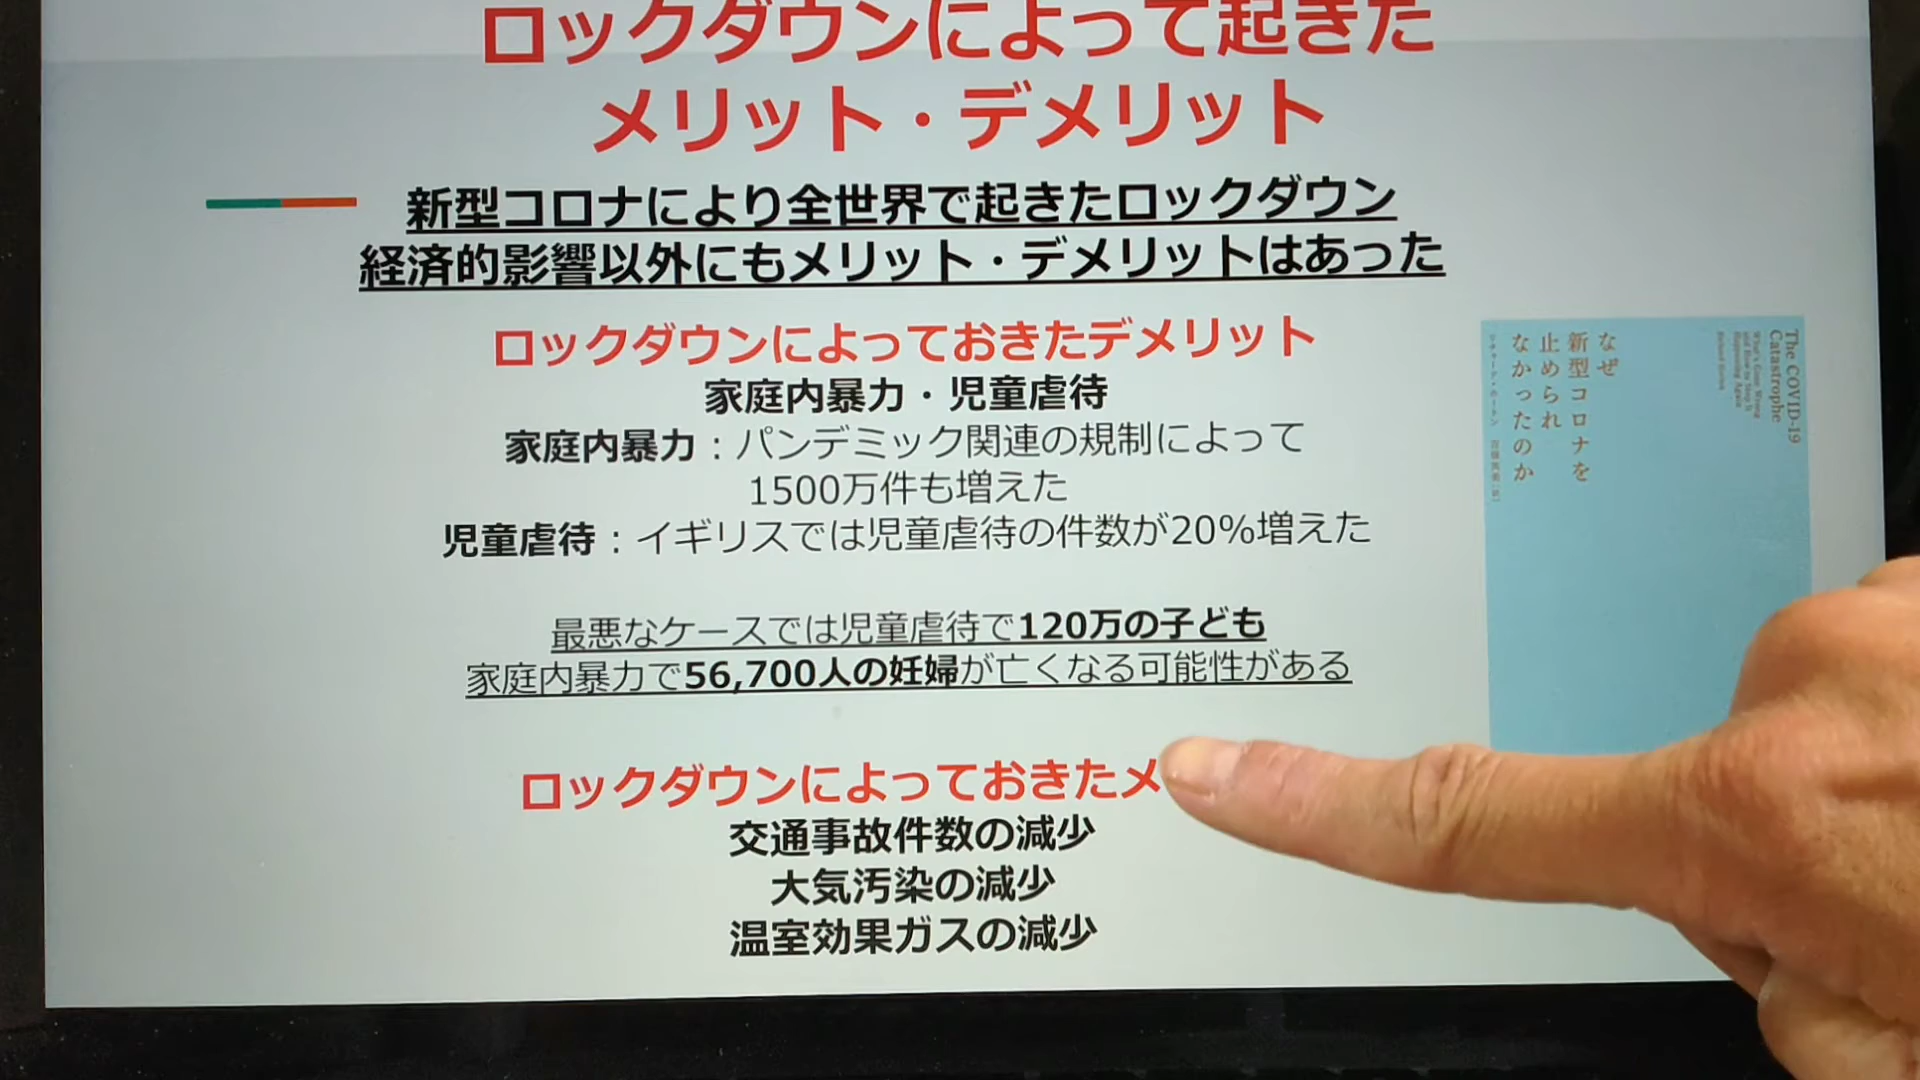 ロックダウンによって起きた
メリット・デメリット
新型コロナにより全世界で起きたロックダウン
経済的影響以外にもメリット・デメリットはあった
ロックダウンによっておきたデメリット
家庭内暴力・児童虐待
家庭内暴力：パンデミック関連の規制によって
1500万件も増えた
児童虐待：イギリスでは児童虐待の件数が20%増えた
最悪なケースでは児童虐待で120万の子ども
家庭内暴力で56,700人の妊婦が亡くなる可能性がある
ロックダウンによっておきたメ
交通事故件数の減少
大気汚染の減少
温室効果ガスの減少
The COVID-19
Catastrophe
なぜ
新型コロナを
止められ
なかったのか